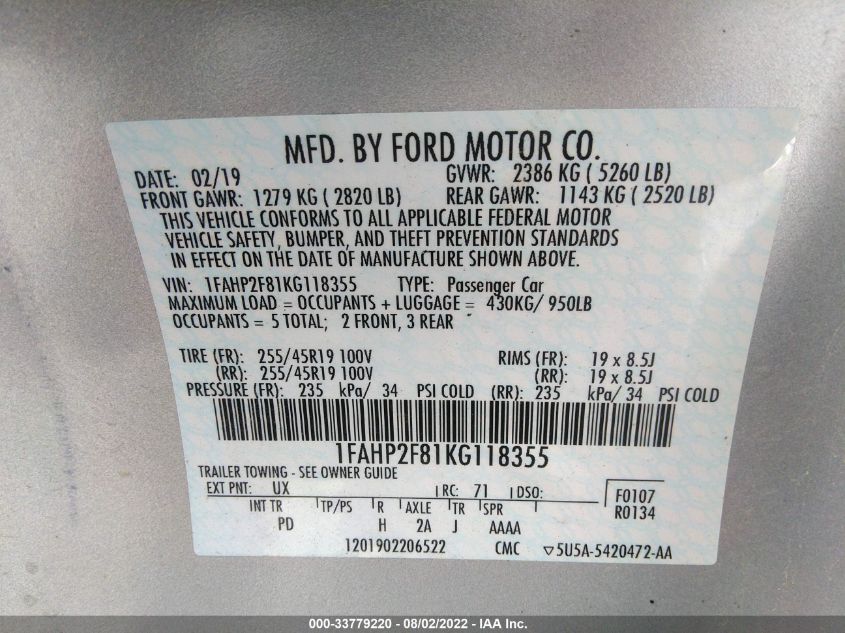 MFD. BY FORD MOTOR CO.
DATE: 02/19 GVWR: 2386 KG ( 5260 LB)
FRONT GAWR: 1279 KG ( 2820 LB) REAR GAWR: 1143 KG ( 2520 LB)
THIS VEHICLE CONFORMS TO ALL APPLICABLE FEDERAL MOTOR
VEHICLE SAFETY, BUMPER, AND THEFT PREVENTION STANDARDS
IN EFFECT ON THE DATE OF MANUFACTURE SHOWN ABOVE.
VIN: 1FAHP2F81KG118355 TYPE: Passenger Car
MAXIMUM LOAD = OCCUPANTS + LUGGAGE = 430KG/ 950LB
OCCUPANTS = 5 TOTAL; 2 FRONT, 3 REAR
TIRE (FR): 255/45R19 100V RIMS (FR): 19 x 8.5J
(RR): 255/45R19 100V (RR): 19 x 8.5J
PRESSURE (FR): 235 kPa/ 34 PSI COLD (RR): 235 kPa/ 34 PSI COLD
1FAHP2F81KG118355
TRAILER TOWING - SEE OWNER GUIDE
EXT PNT: UX RC: 71 DSO: F0107
R0134
INT TR TP/PS R AXLE TR SPR
PD H 2A J AAAA
1201902206522 CMC ▽5U5A-5420472-AA
000-33779220 - 08/02/2022 - IAA Inc.